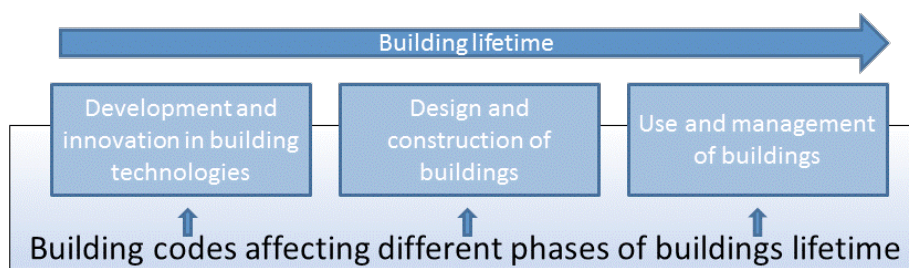 Building lifetime
Development and
innovation in building
technologies
Design and
construction of
buildings
Use and management
of buildings
Building codes affecting different phases of buildings lifetime